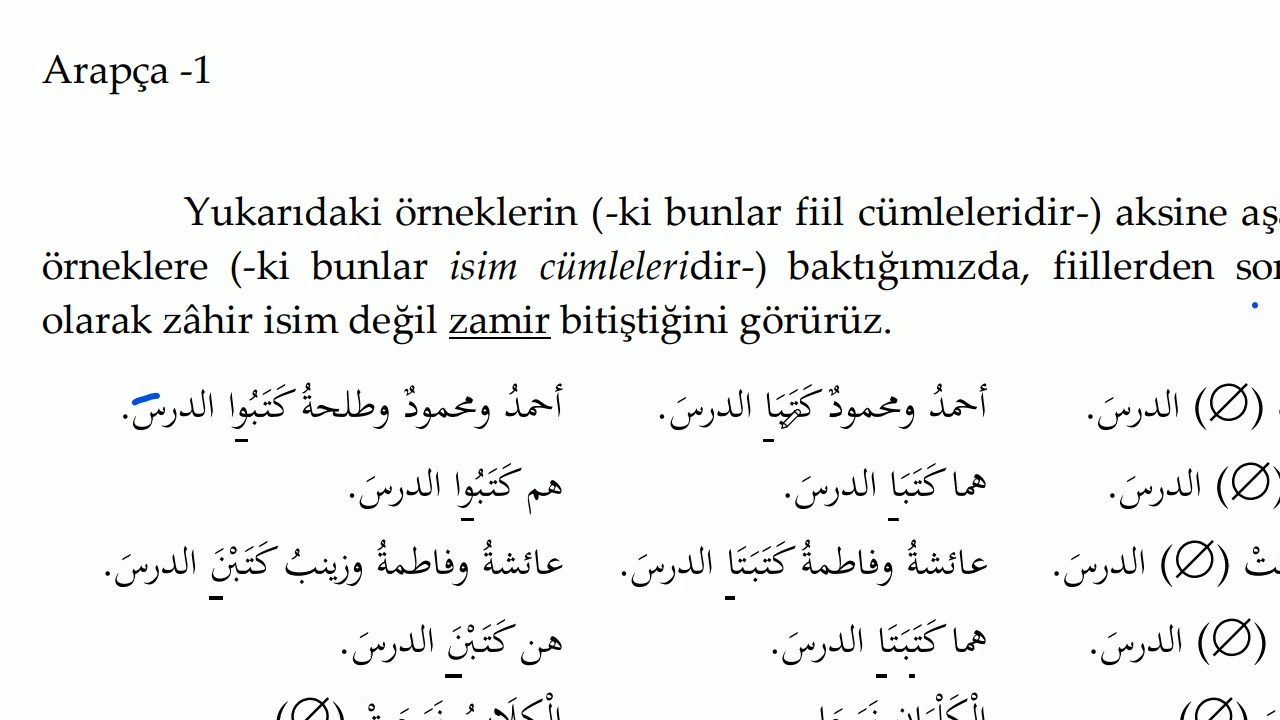 Arapça -1
Yukarıdaki örneklerin (-ki bunlar fiil cümleleridir-) aksine
örneklere (-ki bunlar isim cümleleridir-) baktığımızda, fiillerden
olarak zâhir isim değil zamir bitiştiğini görürüz.
(∅) الدرسَ. أحمدُ ومحمودٌ كَتَبَا الدرسَ. أحمدُ ومحمودٌ وطلحةُ كَتَبُوا الدرسَ.
(∅) الدرسَ. هما كَتَبَا الدرسَ. هم كَتَبُوا الدرسَ.
(∅) الدرسَ. عائشةُ وفاطمةُ كَتَبَتَا الدرسَ. عائشةُ وفاطمةُ وزينبُ كَتَبْنَ الدرسَ.
(∅) الدرسَ. هما كَتَبَتَا الدرسَ. هن كَتَبْنَ الدرسَ.